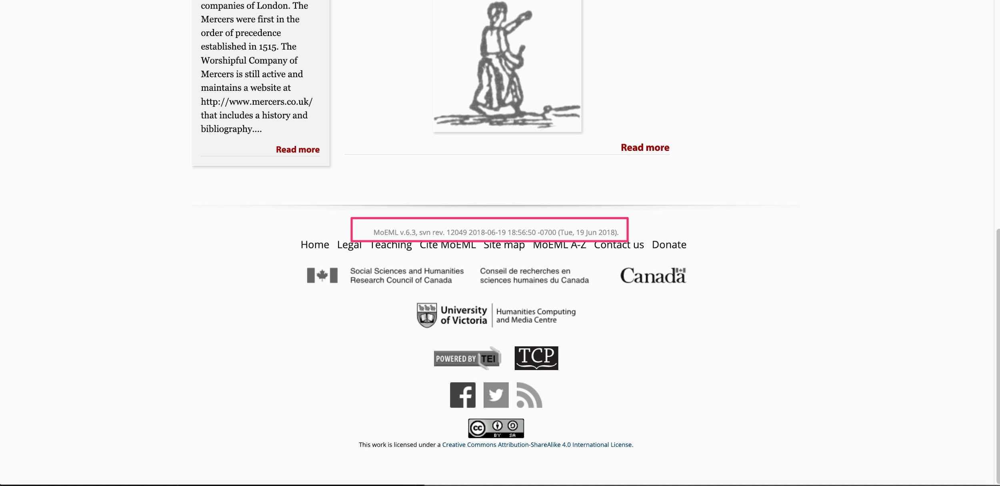 companies of London. The
Mercers were first in the
order of precedence
established in 1515. The
Worshipful Company of
Mercers is still active and
maintains a website at
http://www.mercers.co.uk/
that includes a history and
bibliography....
Read more
Read more
MoEML v.6.3, svn rev. 12049 2018-06-19 18:56:50 -0700 (Tue, 19 Jun 2018).
Home Legal Teaching Cite MoEML Site map MoEML A-Z Contact us Donate
Social Sciences and Humanities
Research Council of Canada
Conseil de recherches en
sciences humaines du Canada
Canada
University
of Victoria
Humanities Computing
and Media Centre
POWERED BY TEI
TCP
f
cc
BY SA
This work is licensed under a Creative Commons Attribution-ShareAlike 4.0 International License.